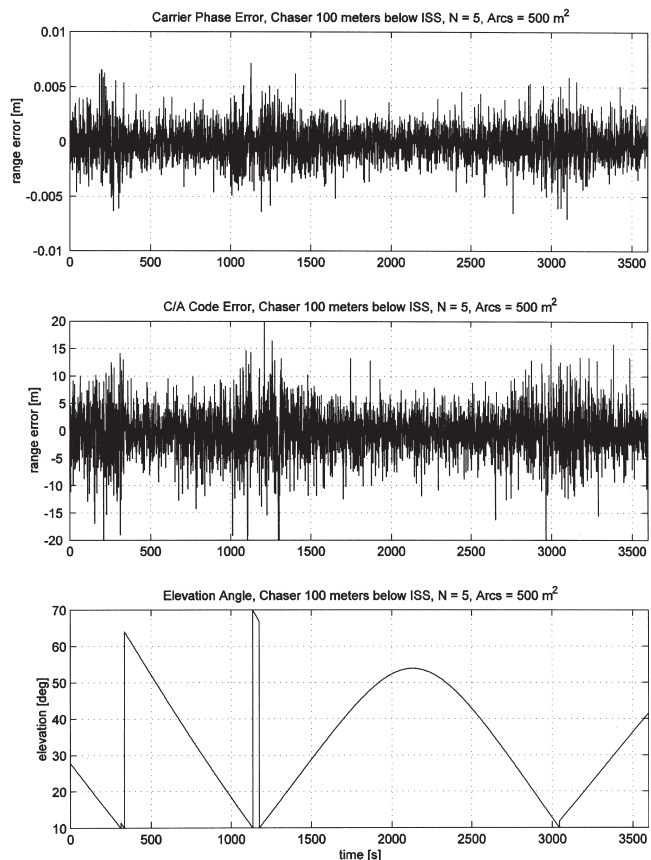 Carrier Phase Error, Chaser 100 meters below ISS, N = 5, Arcs = 500 m²
0.01
0.005
0
-0.005
-0.01
range error [m]
0 500 1000 1500 2000 2500 3000 3500
C/A Code Error, Chaser 100 meters below ISS, N = 5, Arcs = 500 m²
20
15
10
5
0
-5
-10
-15
-20
range error [m]
0 500 1000 1500 2000 2500 3000 3500
Elevation Angle, Chaser 100 meters below ISS, N = 5, Arcs = 500 m²
70
60
50
40
30
20
10
elevation [deg]
0 500 1000 1500 2000 2500 3000 3500
time [s]